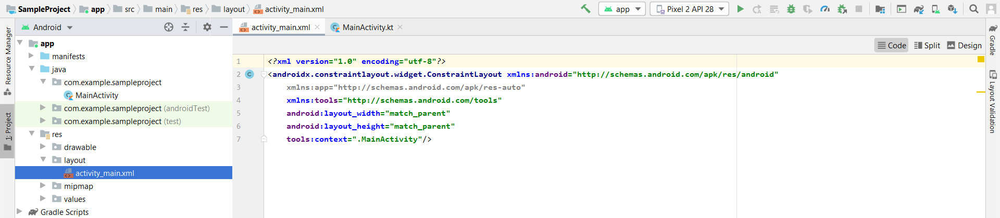 SampleProject app src main res layout activity_main.xml app Pixel 2 API 28
Android
activity_main.xml MainActivity.kt
Resource Manager
1: Project
app
manifests
java
com.example.sampleproject
MainActivity
com.example.sampleproject (androidTest)
com.example.sampleproject (test)
res
drawable
layout
activity_main.xml
mipmap
values
Gradle Scripts
Code Split Design
1 <?xml version="1.0" encoding="utf-8"?>
2 <androidx.constraintlayout.widget.ConstraintLayout xmlns:android="http://schemas.android.com/apk/res/android"
3 xmlns:app="http://schemas.android.com/apk/res-auto"
4 xmlns:tools="http://schemas.android.com/tools"
5 android:layout_width="match_parent"
6 android:layout_height="match_parent"
7 tools:context=".MainActivity"/>
Gradle
Layout Validation